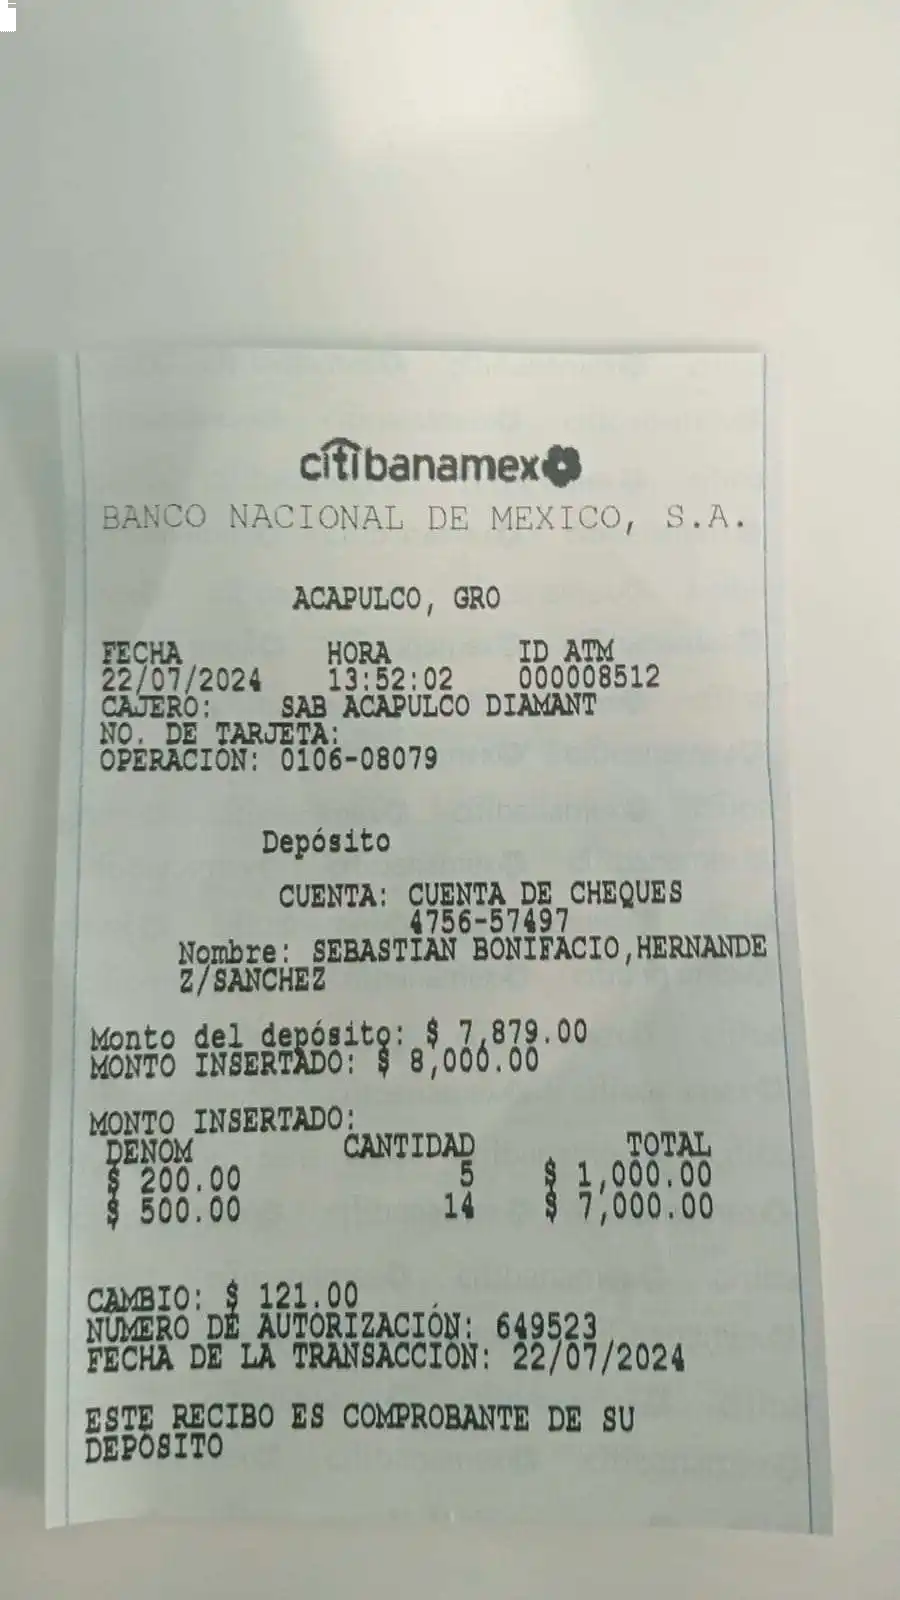 citibanamex
BANCO NACIONAL DE MEXICO, S.A.
ACAPULCO, GRO
FECHA HORA ID ATM
22/07/2024 13:52:02 000008512
CAJERO: SAB ACAPULCO DIAMANT
NO. DE TARJETA:
OPERACION: 0106-08079
Depósito
CUENTA: CUENTA DE CHEQUES
4756-57497
Nombre: SEBASTIAN BONIFACIO,HERNANDE
Z/SANCHEZ
Monto del depósito: $ 7,879.00
MONTO INSERTADO: $ 8,000.00
MONTO INSERTADO:
DENOM CANTIDAD TOTAL
$ 200.00 5 $ 1,000.00
$ 500.00 14 $ 7,000.00
CAMBIO: $ 121.00
NUMERO DE AUTORIZACIÓN: 649523
FECHA DE LA TRANSACCIÓN: 22/07/2024
ESTE RECIBO ES COMPROBANTE DE SU
DEPÓSITO